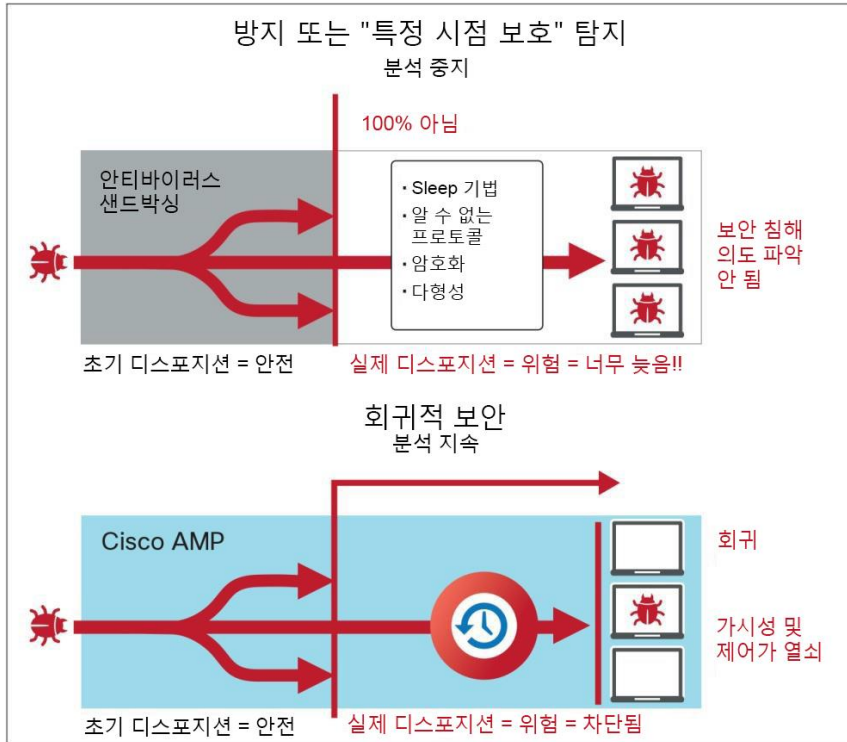 방지 또는 "특정 시점 보호" 탐지
분석 중지
100% 아님
안티바이러스
샌드박싱
· Sleep 기법
· 알 수 없는
프로토콜
· 암호화
· 다형성
보안 침해
의도 파악
안 됨
초기 디스포지션 = 안전
실제 디스포지션 = 위험 = 너무 늦음!!
회귀적 보안
분석 지속
Cisco AMP
회귀
가시성 및
제어가 열쇠
초기 디스포지션 = 안전
실제 디스포지션 = 위험 = 차단됨